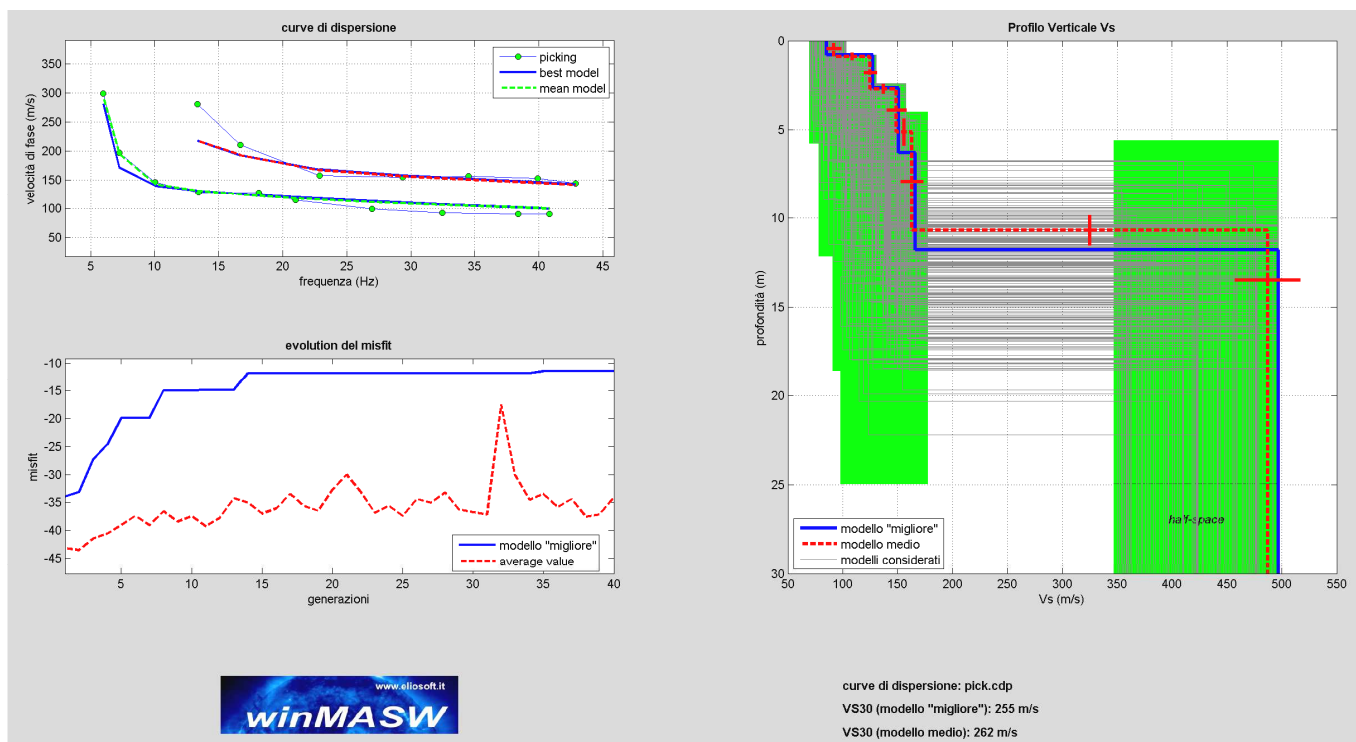 curve di dispersione
350
300
250
200
150
100
50
velocità di fase (m/s)
picking
best model
mean model
5 10 15 20 25 30 35 40 45
frequenza (Hz)
evolution del misfit
-10
-15
-20
-25
-30
-35
-40
-45
misfit
modello "migliore"
average value
5 10 15 20 25 30 35 40
generazioni
www.eliosoft.it
winMASW
Profilo Verticale Vs
0
5
10
15
20
25
30
profondità (m)
half-space
modello "migliore"
modello medio
modelli considerati
50 100 150 200 250 300 350 400 450 500 550
Vs (m/s)
curve di dispersione: pick.cdp
VS30 (modello "migliore"): 255 m/s
VS30 (modello medio): 262 m/s